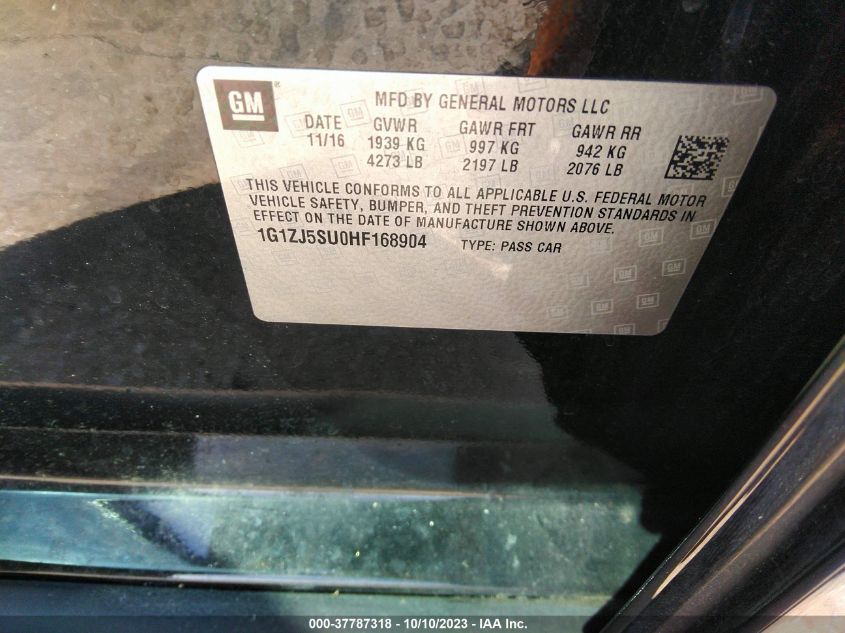 GM
MFD BY GENERAL MOTORS LLC
DATE GVWR GAWR FRT GAWR RR
11/16 1939 KG 997 KG 942 KG
4273 LB 2197 LB 2076 LB
THIS VEHICLE CONFORMS TO ALL APPLICABLE U.S. FEDERAL MOTOR
VEHICLE SAFETY, BUMPER, AND THEFT PREVENTION STANDARDS IN
EFFECT ON THE DATE OF MANUFACTURE SHOWN ABOVE.
1G1ZJ5SU0HF168904 TYPE: PASS CAR
000-37787318 - 10/10/2023 - IAA Inc.